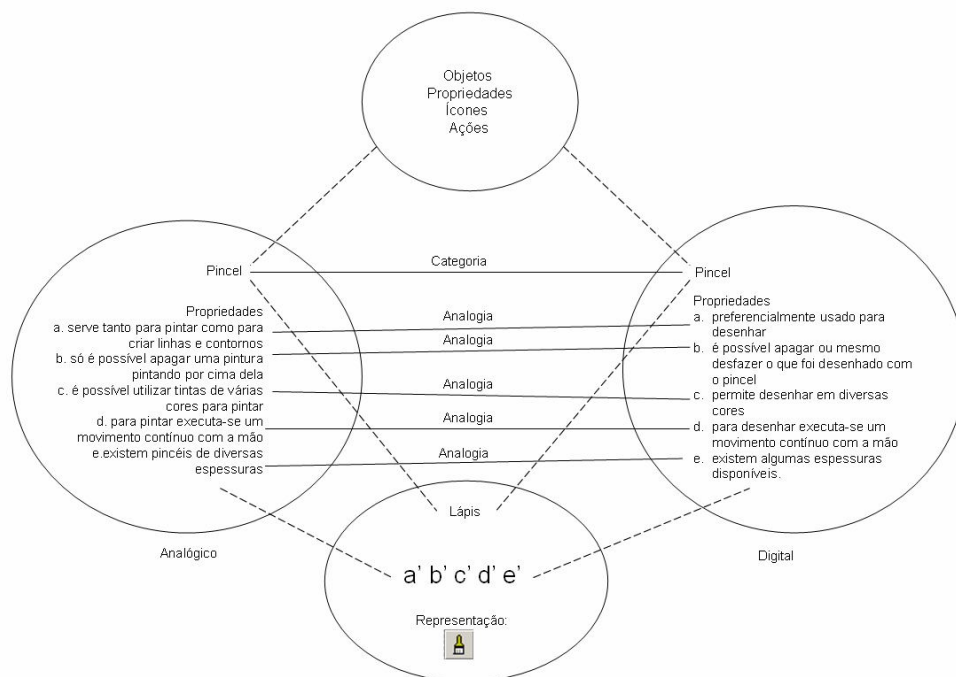 Objetos
Propriedades
Ícones
Ações
Pincel
Categoria
Pincel
Propriedades
a. serve tanto para pintar como para
criar linhas e contornos
b. só é possível apagar uma pintura
pintando por cima dela
c. é possível utilizar tintas de várias
cores para pintar
d. para pintar executa-se um
movimento contínuo com a mão
e.existem pincéis de diversas
espessuras
Analogia
Analogia
Analogia
Analogia
Analogia
Propriedades
a. preferencialmente usado para
desenhar
b. é possível apagar ou mesmo
desfazer o que foi desenhado com
o pincel
c. permite desenhar em diversas
cores
d. para desenhar executa-se um
movimento contínuo com a mão
e. existem algumas espessuras
disponíveis.
Analógico
Digital
Lápis
a' b' c' d' e'
Representação: